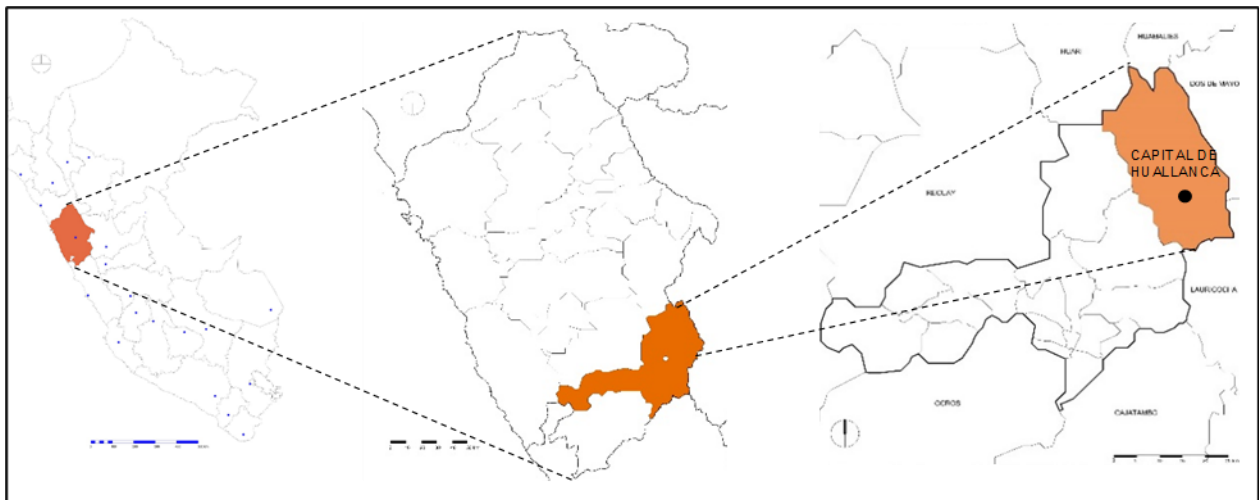 HUARI
HUAMALIES
DOS DE MAYO
CAPITAL DE
HUALLANCA
RECUAY
LAURICOCHA
OCROS
CAJATAMBO